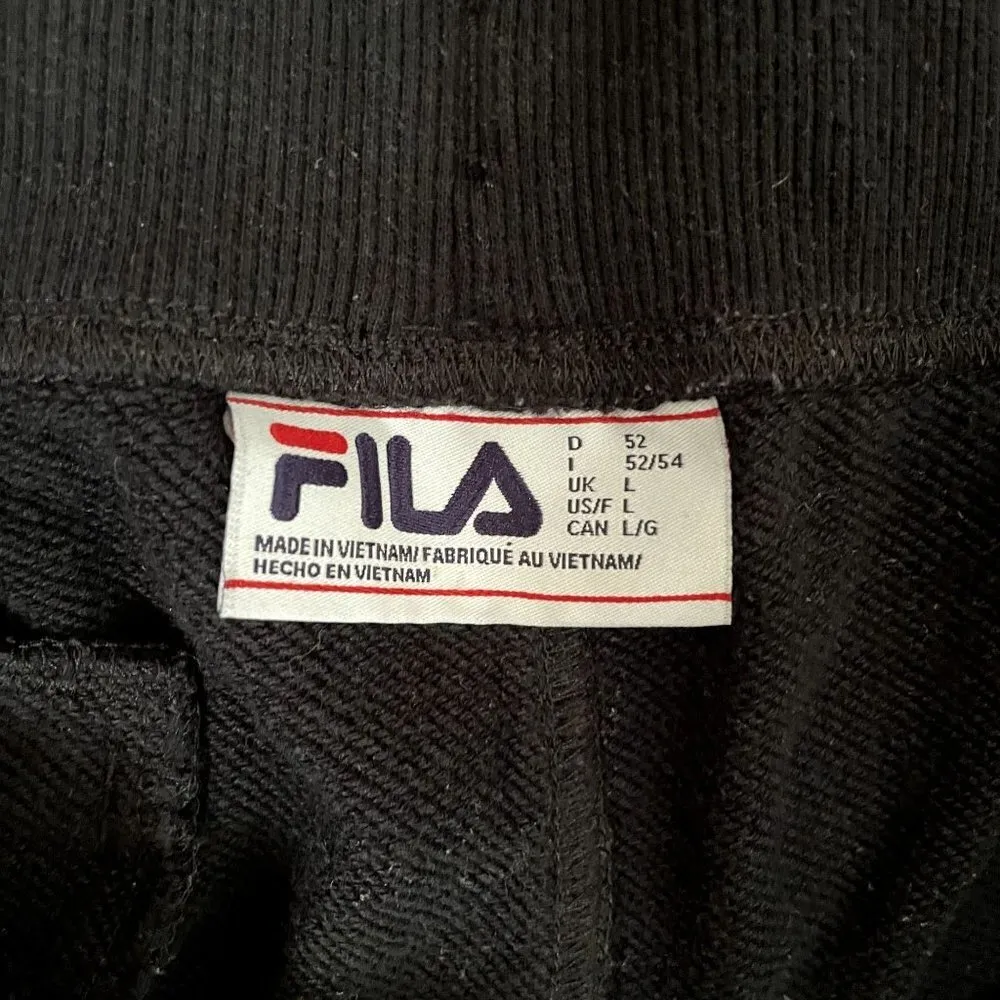 FILA
D 52
I 52/54
UK L
US/F L
CAN L/G
MADE IN VIETNAM/FABRIQUÉ AU VIETNAM/
HECHO EN VIETNAM